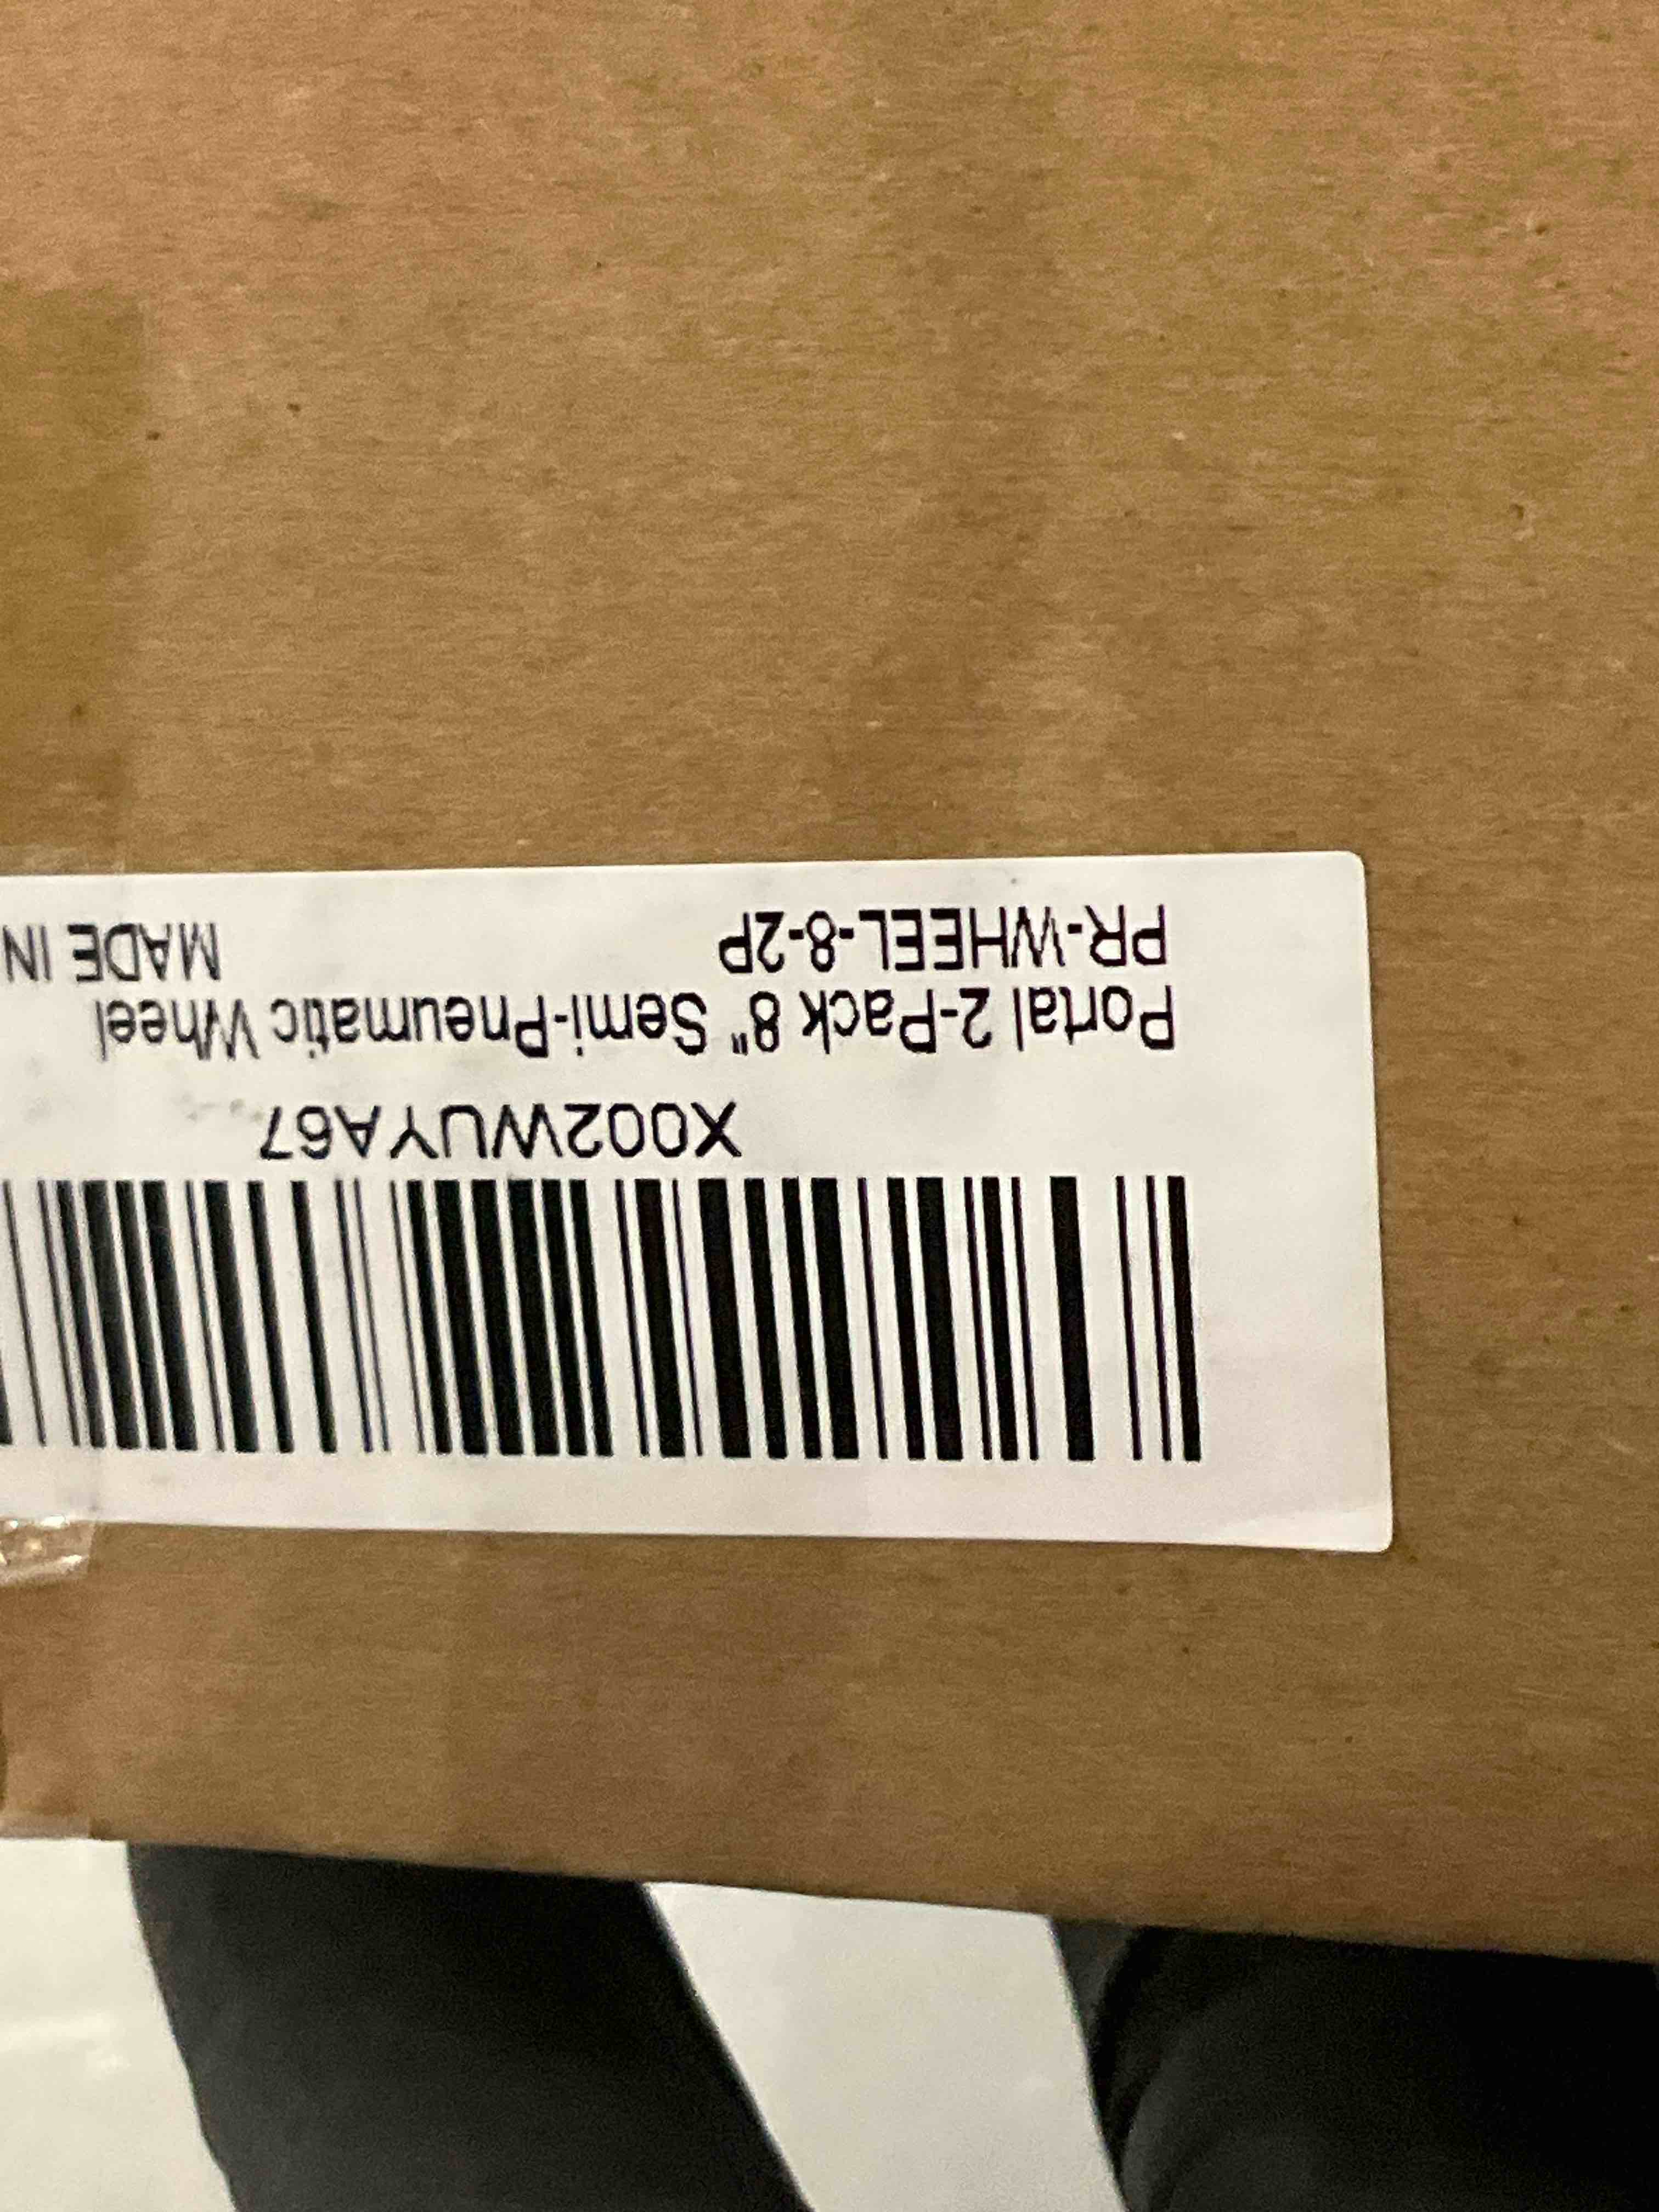 X002WUYA67
Portal 2-Pack 8" Semi-Pneumatic Wheel
PR-WHEEL-8-2P MADE IN